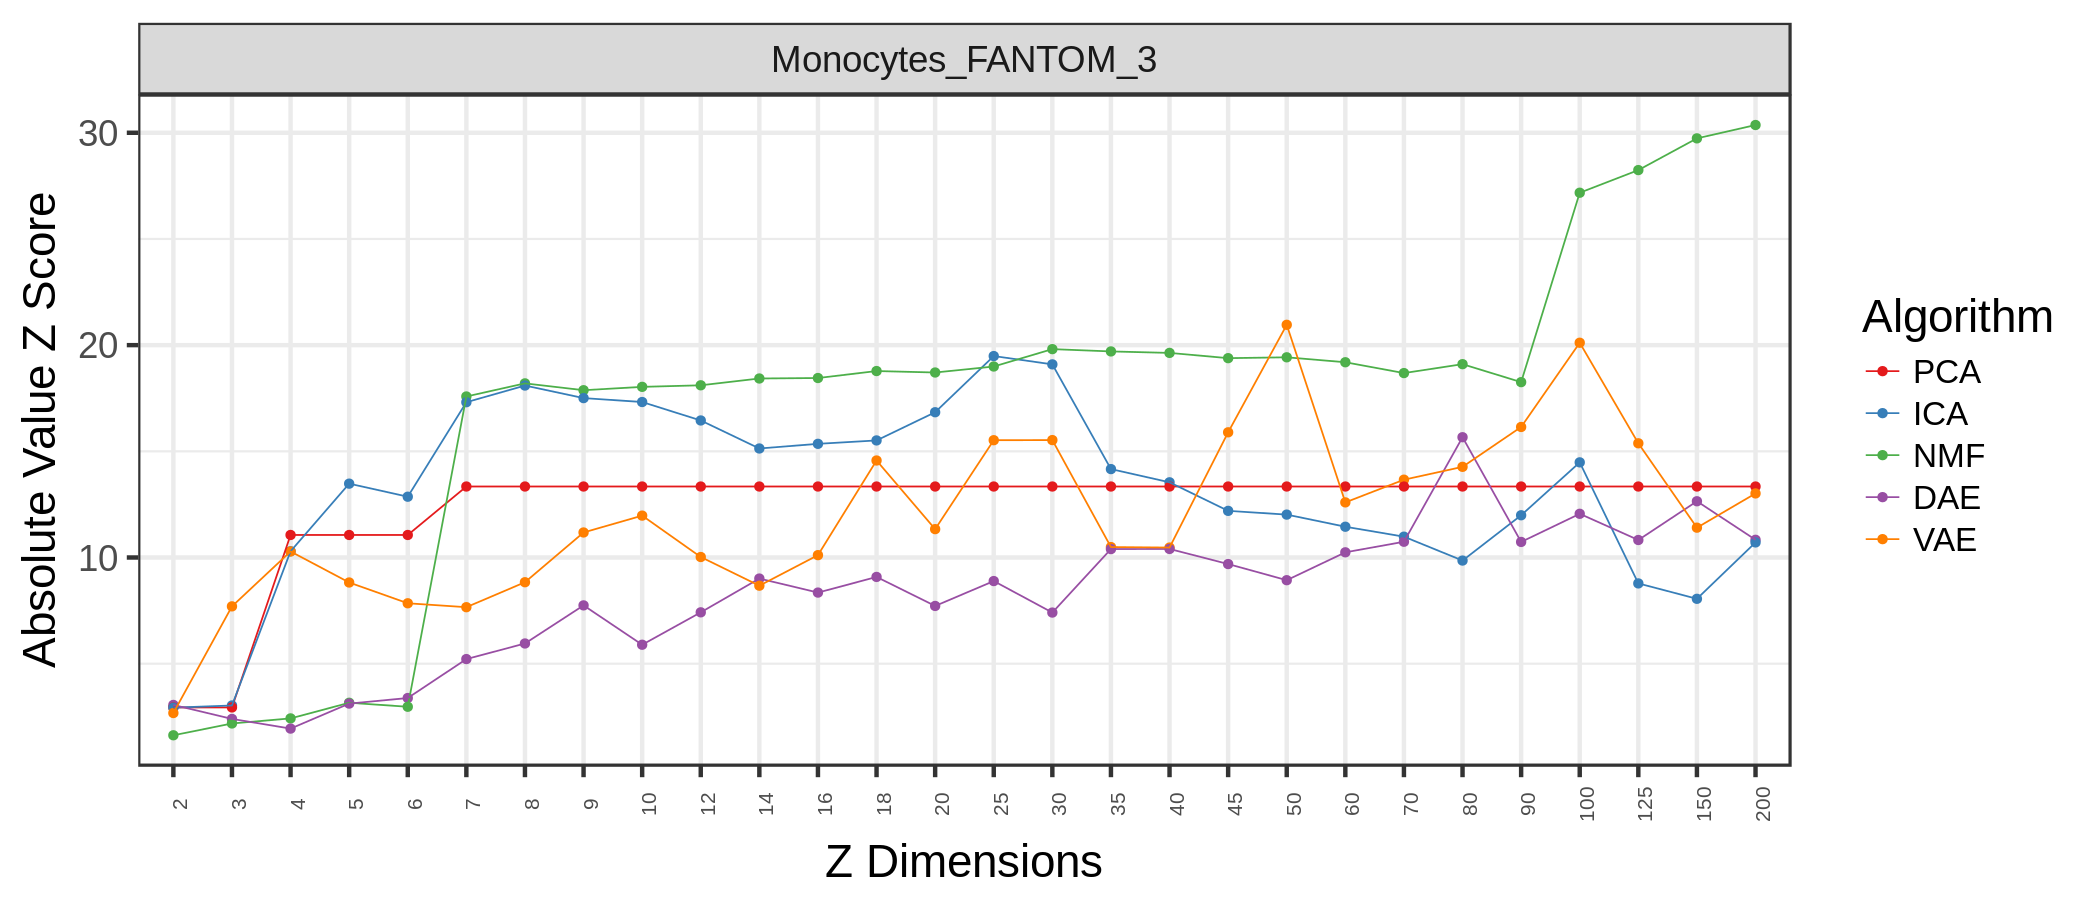 Monocytes_FANTOM_3
Absolute Value Z Score
30
20
10
2 3 4 5 6 7 8 9 10 12 14 16 18 20 25 30 35 40 45 50 60 70 80 90 100 125 150 200
Z Dimensions
Algorithm
PCA
ICA
NMF
DAE
VAE